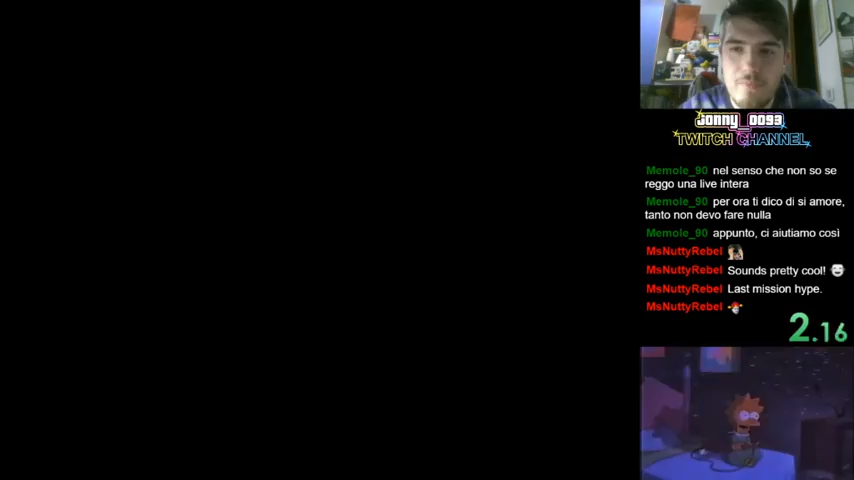 JONNY_0093
TWITCH CHANNEL
Memole_90 nel senso che non so se
reggo una live intera
Memole_90 per ora ti dico di si amore,
tanto non devo fare nulla
Memole_90 appunto, ci aiutiamo così
MsNuttyRebel
MsNuttyRebel Sounds pretty cool!
MsNuttyRebel Last mission hype.
MsNuttyRebel
2.16